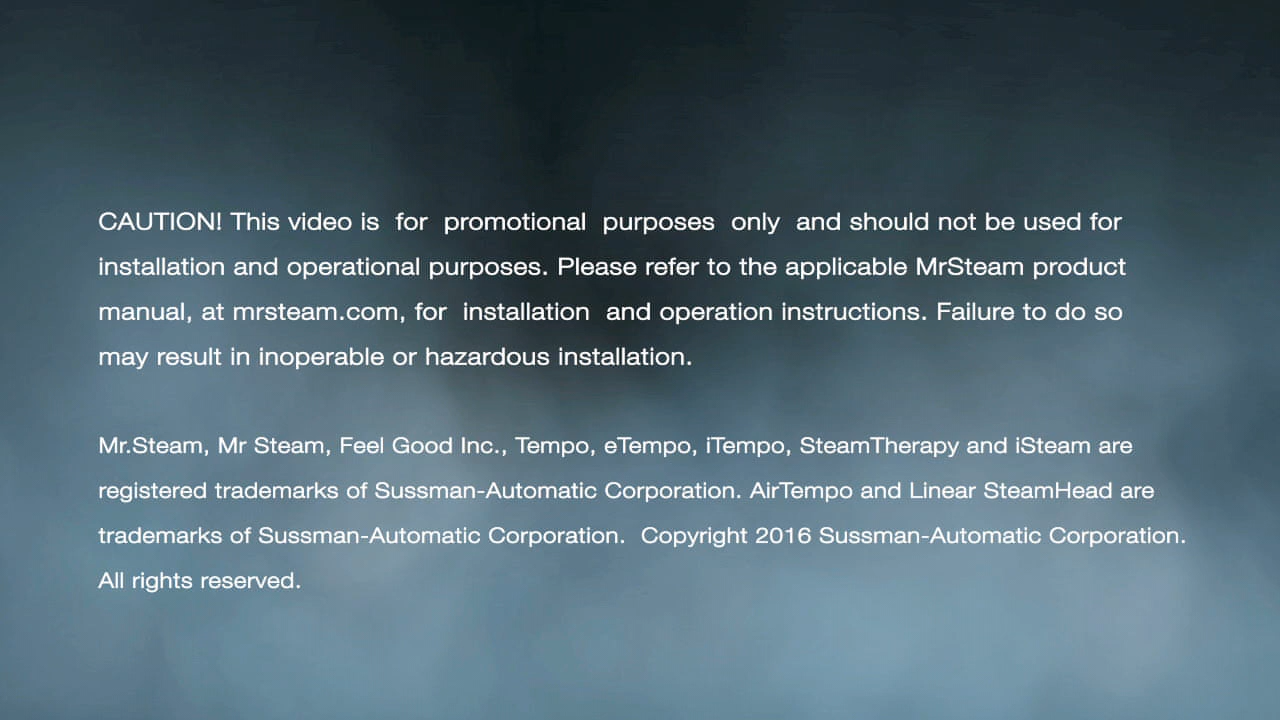 CAUTION! This video is for promotional purposes only and should not be used for
installation and operational purposes. Please refer to the applicable MrSteam product
manual, at mrsteam.com, for installation and operation instructions. Failure to do so
may result in inoperable or hazardous installation.
Mr.Steam, Mr Steam, Feel Good Inc., Tempo, eTempo, iTempo, SteamTherapy and iSteam are
registered trademarks of Sussman-Automatic Corporation. AirTempo and Linear SteamHead are
trademarks of Sussman-Automatic Corporation. Copyright 2016 Sussman-Automatic Corporation.
All rights reserved.